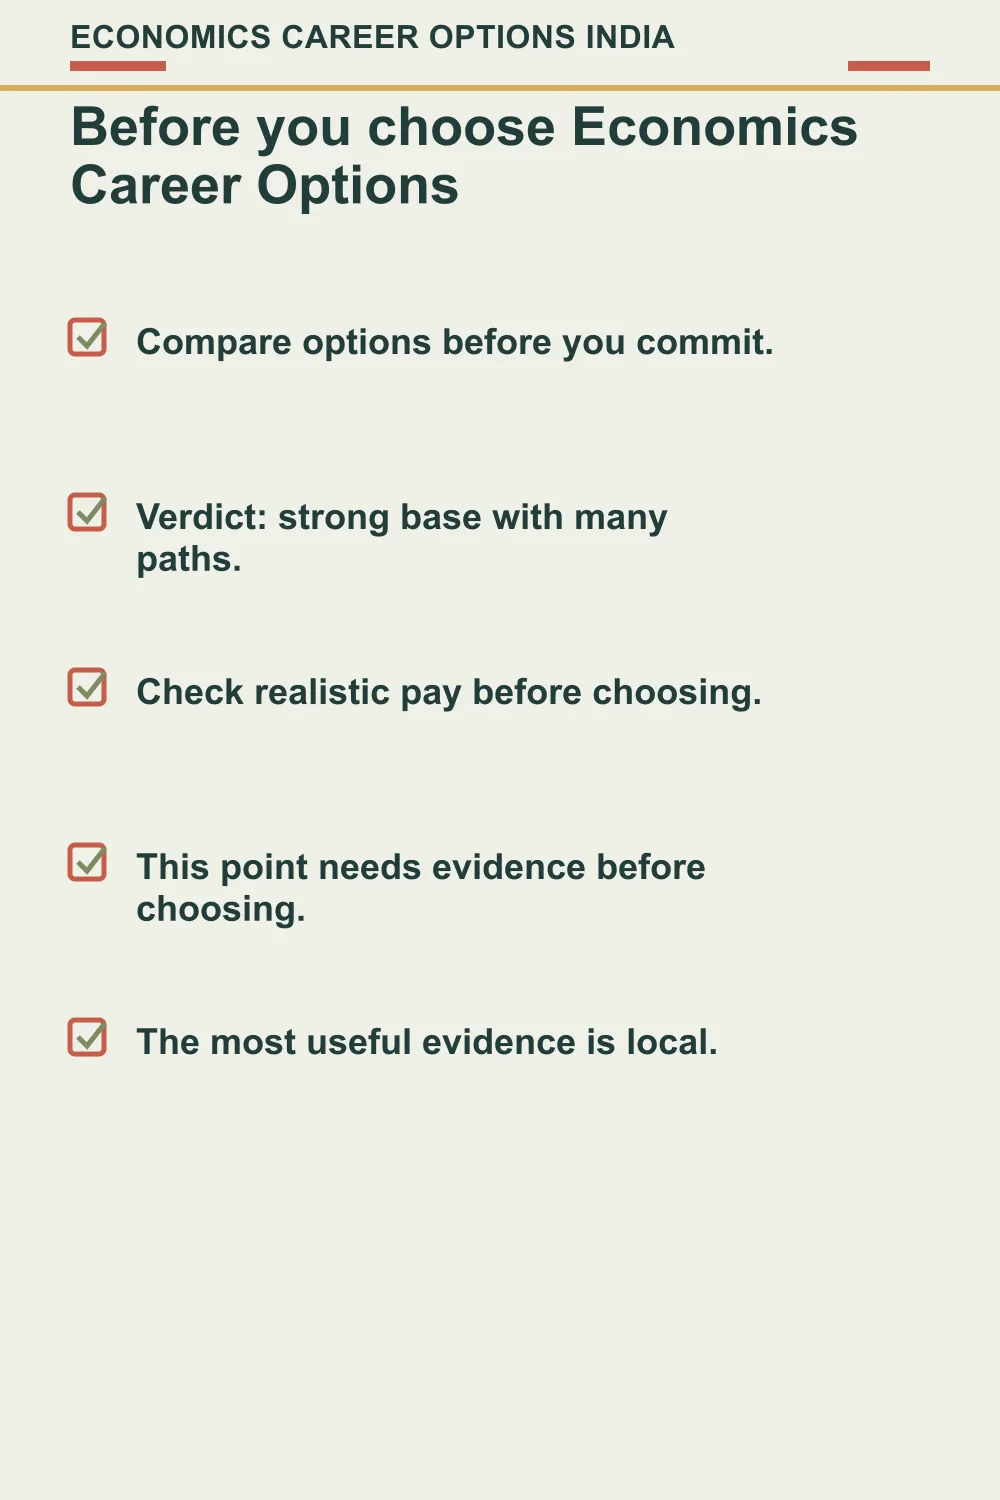 ECONOMICS CAREER OPTIONS INDIA
Before you choose Economics
Career Options
Compare options before you commit.
Verdict: strong base with many
paths.
Check realistic pay before choosing.
This point needs evidence before
choosing.
The most useful evidence is local.